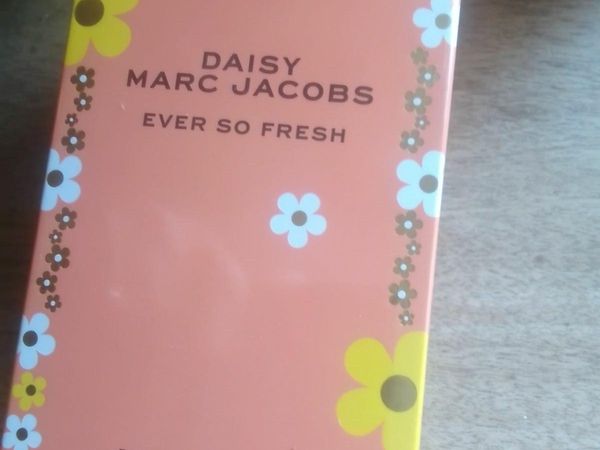 DAISY
MARC JACOBS
EVER SO FRESH